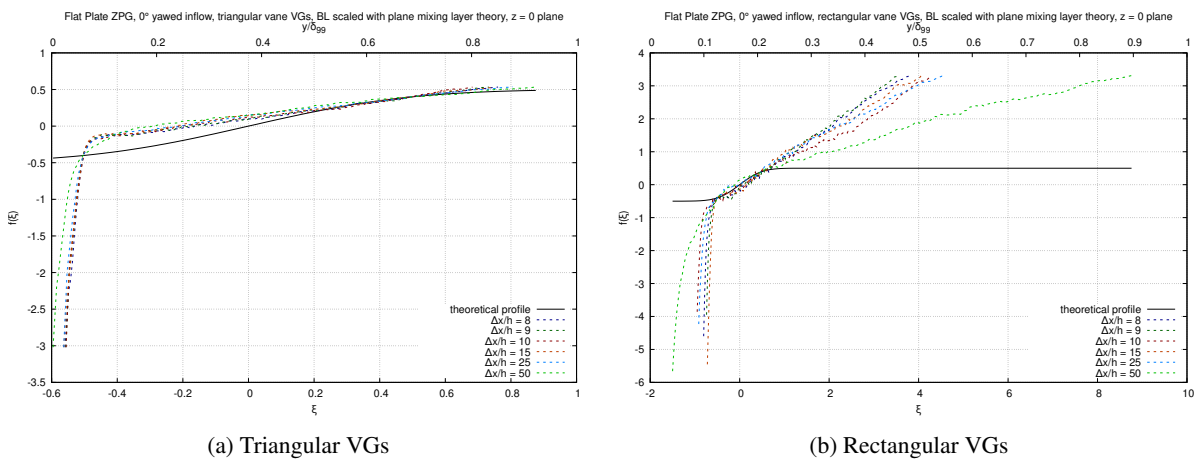 Flat Plate ZPG, 0° yawed inflow, triangular vane VGs, BL scaled with plane mixing layer theory, z = 0 plane
y/δ99
0 0.2 0.4 0.6 0.8 1
1
0.5
0
-0.5
-1
-1.5
-2
-2.5
-3
-3.5
f(ξ)
theoretical profile
Δx/h = 8
Δx/h = 9
Δx/h = 10
Δx/h = 15
Δx/h = 25
Δx/h = 50
-0.6 -0.4 -0.2 0 0.2 0.4 0.6 0.8 1
ξ
(a) Triangular VGs
Flat Plate ZPG, 0° yawed inflow, rectangular vane VGs, BL scaled with plane mixing layer theory, z = 0 plane
y/δ99
0 0.1 0.2 0.3 0.4 0.5 0.6 0.7 0.8 0.9 1
4
3
2
1
0
-1
-2
-3
-4
-5
-6
f(ξ)
theoretical profile
Δx/h = 8
Δx/h = 9
Δx/h = 10
Δx/h = 15
Δx/h = 25
Δx/h = 50
-2 0 2 4 6 8 10
ξ
(b) Rectangular VGs